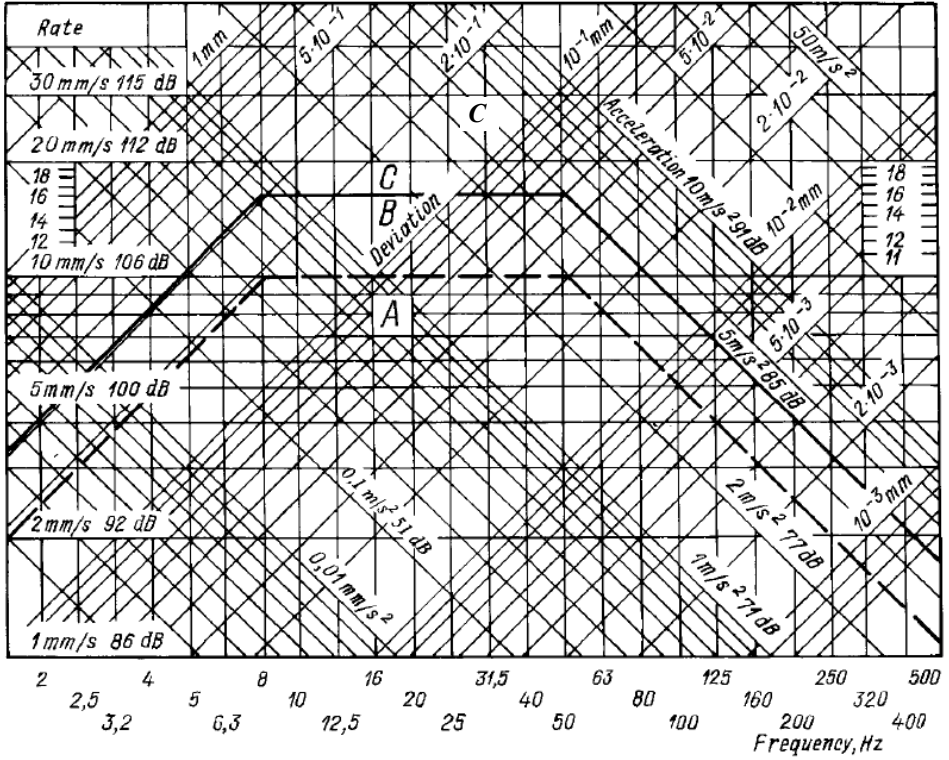 Rate
1 mm
5·10⁻¹
2·10⁻¹
10⁻¹ mm
5·10⁻²
50 m/s²
2·10⁻²
30 mm/s 115 dB
20 mm/s 112 dB
C
Acceleration 10 m/s² 91 dB
18
16
14
12
C
B
Deviation
10⁻² mm
18
16
14
12
11
10 mm/s 106 dB
A
5·10⁻³
5 m/s² 85 dB
2·10⁻³
5 mm/s 100 dB
0.1 m/s² 51 dB
2 m/s² 77 dB
10⁻³ mm
2 mm/s 92 dB
0,01 mm/s²
1 m/s² 71 dB
1 mm/s 86 dB
2 4 8 16 31,5 63 125 250 500
2,5 5 10 20 40 80 160 320
3,2 6,3 12,5 25 50 100 200 400
Frequency, Hz